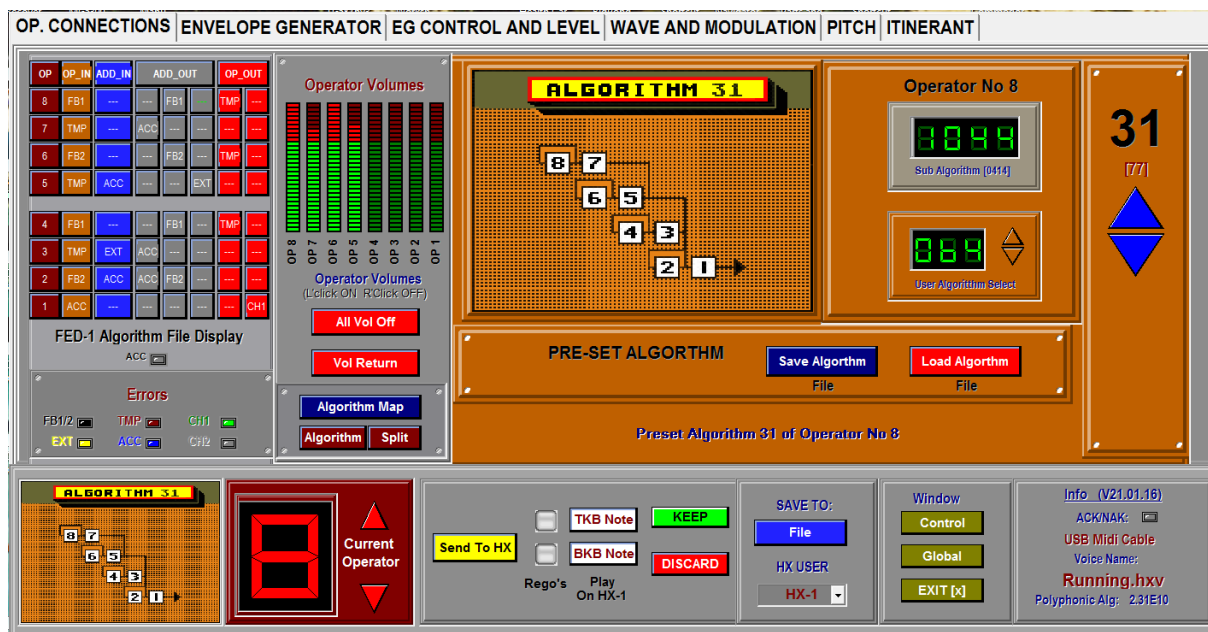 OP. CONNECTIONS ENVELOPE GENERATOR EG CONTROL AND LEVEL WAVE AND MODULATION PITCH ITINERANT
OP OP_IN ADD_IN ADD_OUT OP_OUT
8 FB1 --- --- FB1 --- TMP ---
7 TMP --- ACC --- --- --- ---
6 FB2 --- --- FB2 --- TMP ---
5 TMP ACC --- --- EXT --- ---
4 FB1 --- --- FB1 --- TMP ---
3 TMP EXT ACC --- --- --- ---
2 FB2 ACC ACC FB2 --- --- ---
1 ACC --- --- --- --- --- CH1
FED-1 Algorithm File Display
ACC
Errors
FB1/2 TMP CH1
EXT ACC CH2
Operator Volumes
OP 8 OP 7 OP 6 OP 5 OP 4 OP 3 OP 2 OP 1
Operator Volumes
(L'click ON R'Click OFF)
All Vol Off
Vol Return
Algorithm Map
Algorithm Split
ALGORITHM 31
8 7
6 5
4 3
2 1
Operator No 8
1044
Sub Algorithm [0414]
064
User Algoritthm Select
31
[77]
PRE-SET ALGORTHM
Save Algorthm
File
Load Algorthm
File
Preset Algorithm 31 of Operator No 8
ALGORITHM 31
8 7
6 5
4 3
2 1
8
Current
Operator
Send To HX
TKB Note
BKB Note
Rego's
Play
On HX-1
KEEP
DISCARD
SAVE TO:
File
HX USER
HX-1
Window
Control
Global
EXIT [x]
Info (V21.01.16)
ACK/NAK:
USB Midi Cable
Voice Name:
Running.hxv
Polyphonic Alg: 2.31E10